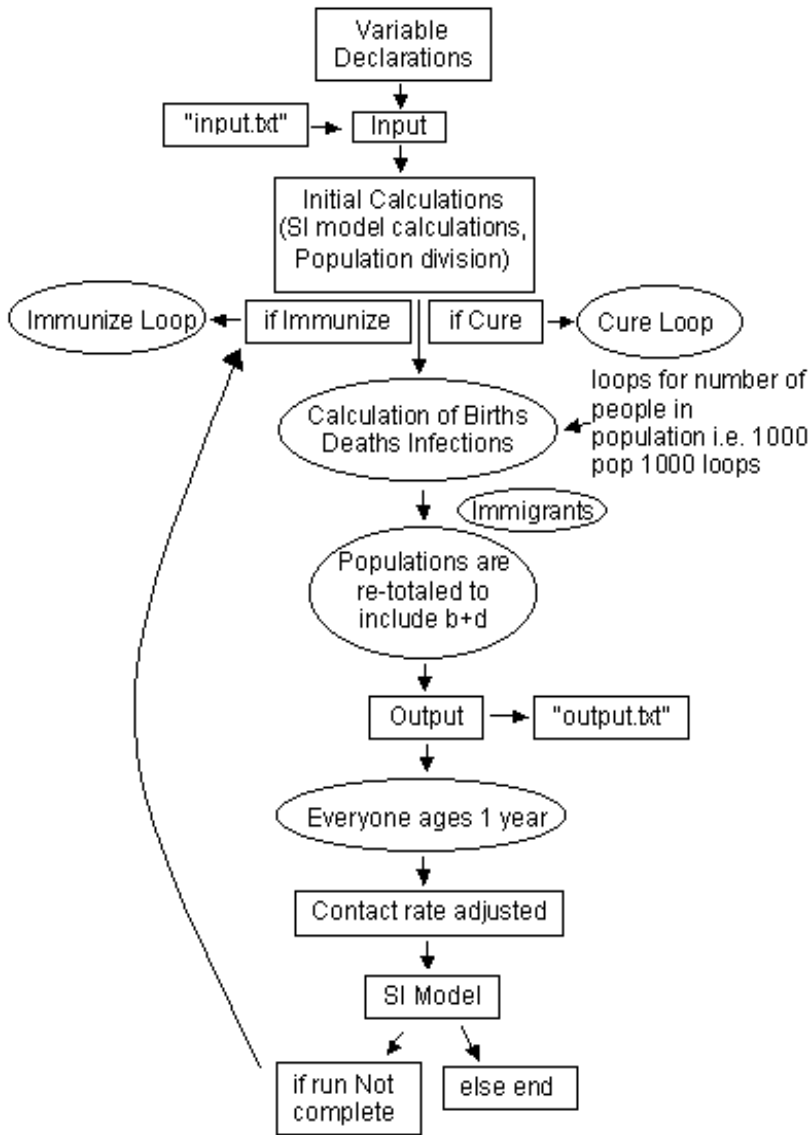 Variable
Declarations
"input.txt"
Input
Initial Calculations
(SI model calculations,
Population division)
Immunize Loop
if Immunize
if Cure
Cure Loop
loops for number of
people in
population i.e. 1000
pop 1000 loops
Calculation of Births
Deaths Infections
Immigrants
Populations are
re-totaled to
include b+d
Output
"output.txt"
Everyone ages 1 year
Contact rate adjusted
SI Model
if run Not
complete
else end